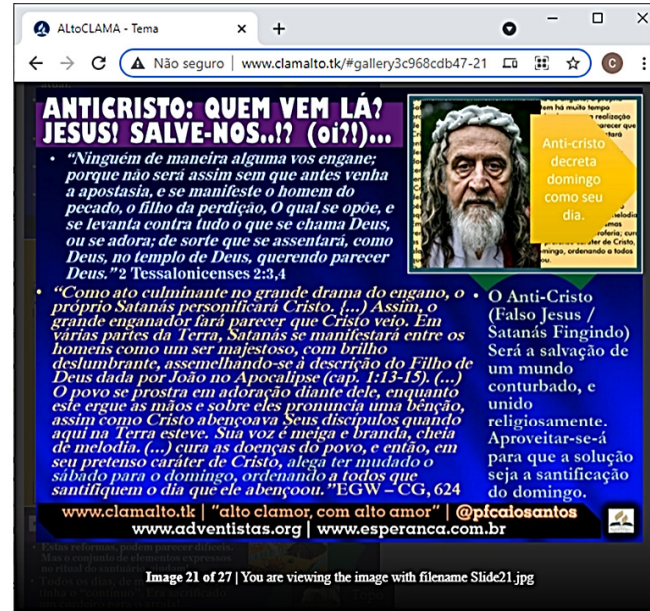 ALtoCLAMA - Tema
Não seguro | www.clamalto.tk/#gallery3c968cdb47-21
C
ANTICRISTO: QUEM VEM LÁ?
JESUS! SALVE-NOS..!? (oi?!)...
• “Ninguém de maneira alguma vos engane;
porque não será assim sem que antes venha
a apostasia, e se manifeste o homem do
pecado, o filho da perdição, O qual se opõe, e
se levanta contra tudo o que se chama Deus,
ou se adora; de sorte que se assentará, como
Deus, no templo de Deus, querendo parecer
Deus.” 2 Tessalonicenses 2:3,4
tem há muito tempo
realização
parecer que
Anti-cristo
decreta
domingo
como seu
dia.
• “Como ato culminante no grande drama do engano, o
próprio Satanás personificará Cristo. (...) Assim, o
grande enganador fará parecer que Cristo veio. Em
várias partes da Terra, Satanás se manifestará entre os
homens como um ser majestoso, com brilho
deslumbrante, assemelhando-se à descrição do Filho de
Deus dada por João no Apocalipse (cap. 1:13-15). (...)
O povo se prostra em adoração diante dele, enquanto
este ergue as mãos e sobre eles pronuncia uma bênção,
assim como Cristo abençoava Seus discípulos quando
aqui na Terra esteve. Sua voz é meiga e branda, cheia
de melodia. (...) cura as doenças do povo, e então, em
seu pretenso caráter de Cristo, alega ter mudado o
sábado para o domingo, ordenando a todos que
santifiquem o dia que ele abençoou.” EGW – CG, 624
• O Anti-Cristo
(Falso Jesus /
Satanás Fingindo)
Será a salvação de
um mundo
conturbado, e
unido
religiosamente.
Aproveitar-se-á
para que a solução
seja a santificação
do domingo.
www.clamalto.tk | “alto clamor, com alto amor” | @pfcalosantos
www.adventistas.org | www.esperanca.com.br
• Estas reformas, podem parecer difíceis.
Image 21 of 27 | You are viewing the image with filename Slide21.jpg